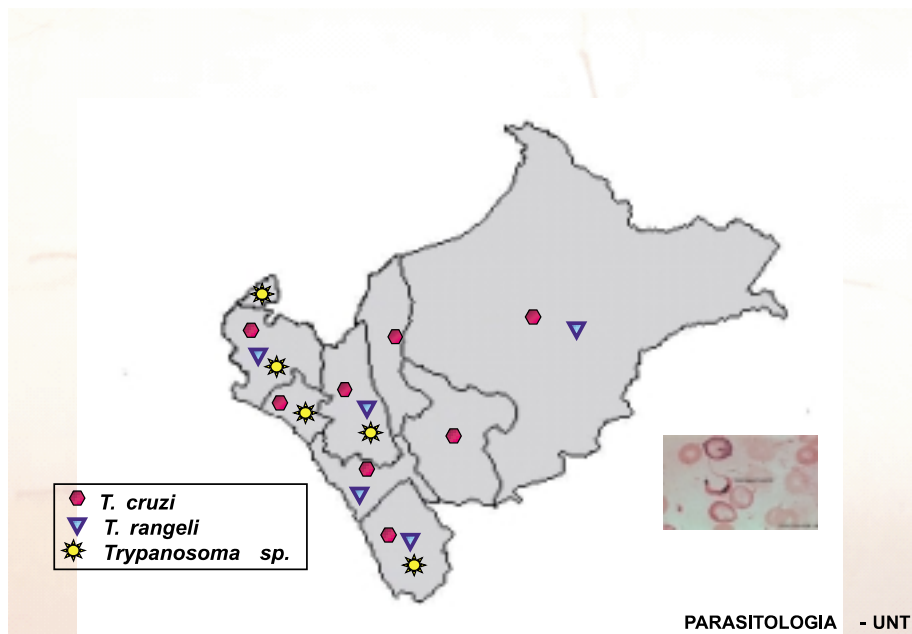 T. cruzi
T. rangeli
Trypanosoma sp.
PARASITOLOGIA - UNT